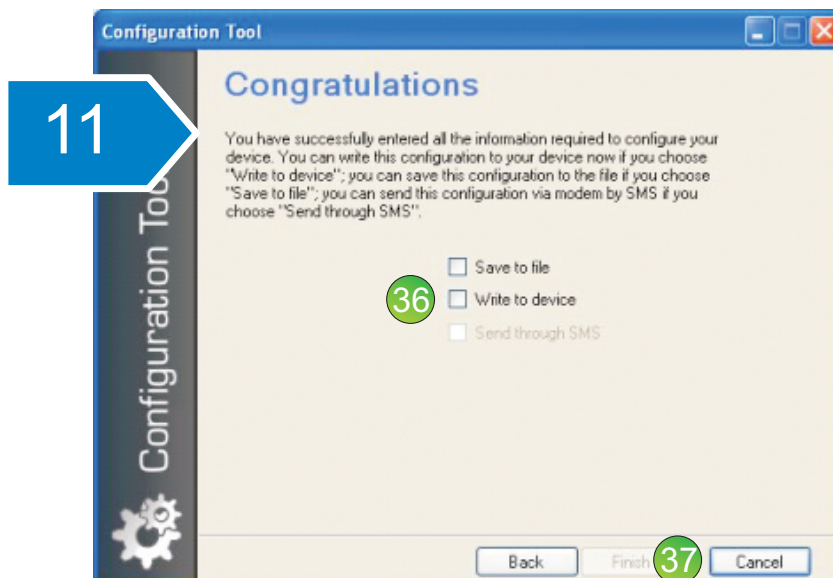 Configuration Tool
11
Configuration Tool
Congratulations
You have successfully entered all the information required to configure your
device. You can write this configuration to your device now if you choose
"Write to device"; you can save this configuration to the file if you choose
"Save to file"; you can send this configuration via modem by SMS if you
choose "Send through SMS".
Save to file
36 Write to device
Send through SMS
Back Finish 37 Cancel